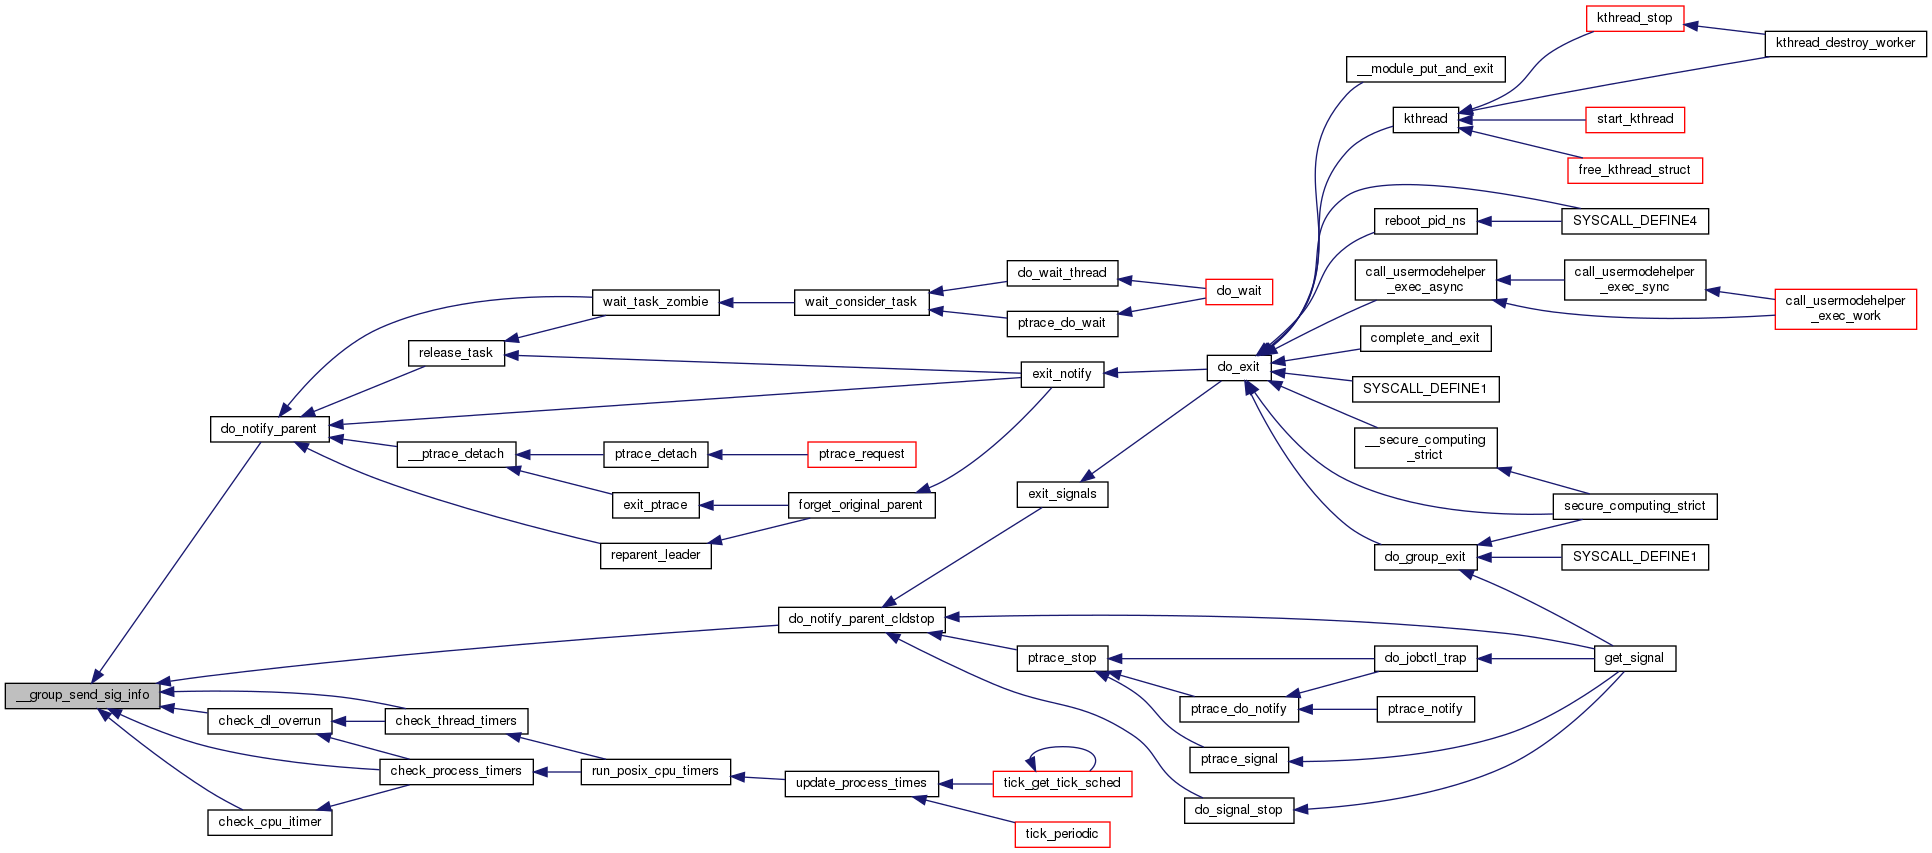 kthread_stop
kthread_destroy_worker
__module_put_and_exit
kthread
start_kthread
free_kthread_struct
reboot_pid_ns
SYSCALL_DEFINE4
do_wait_thread
call_usermodehelper
_exec_async
call_usermodehelper
_exec_sync
wait_task_zombie
wait_consider_task
do_wait
call_usermodehelper
_exec_work
ptrace_do_wait
complete_and_exit
release_task
exit_notify
do_exit
SYSCALL_DEFINE1
do_notify_parent
__ptrace_detach
ptrace_detach
ptrace_request
__secure_computing
_strict
exit_ptrace
forget_original_parent
exit_signals
secure_computing_strict
reparent_leader
do_group_exit
SYSCALL_DEFINE1
do_notify_parent_cldstop
ptrace_stop
do_jobctl_trap
get_signal
__group_send_sig_info
check_dl_overrun
check_thread_timers
ptrace_do_notify
ptrace_notify
check_process_timers
run_posix_cpu_timers
update_process_times
tick_get_tick_sched
ptrace_signal
check_cpu_itimer
tick_periodic
do_signal_stop